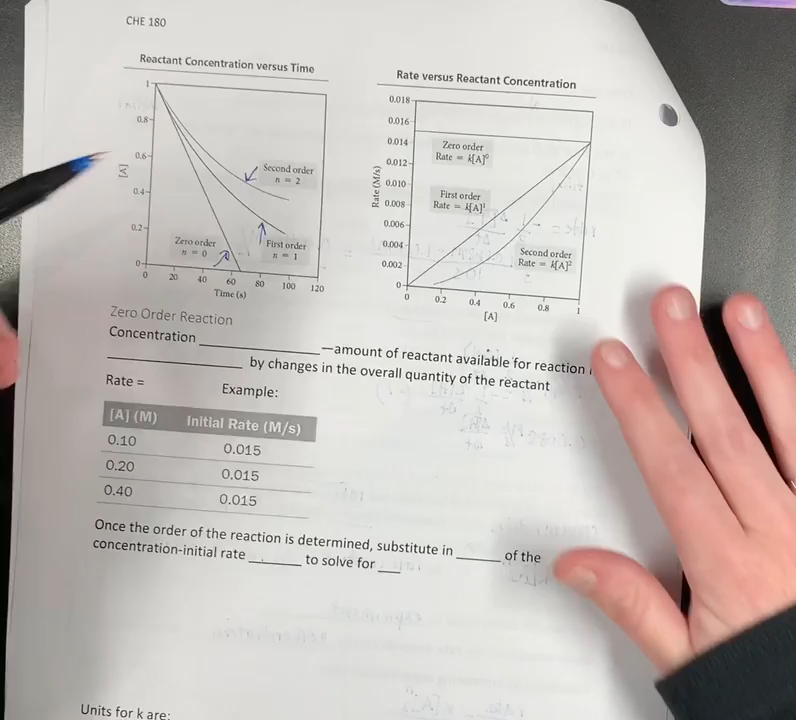 CHE 180
Reactant Concentration versus Time
1
0.8
0.6
0.4
0.2
0
[A]
Second order
n = 2
First order
n = 1
Zero order
n = 0
0 20 40 60 80 100 120
Time (s)
Rate versus Reactant Concentration
0.018
0.016
0.014
0.012
0.010
0.008
0.006
0.004
0.002
0
Rate (M/s)
Zero order
Rate = k[A]⁰
First order
Rate = k[A]¹
Second order
Rate = k[A]²
0 0.2 0.4 0.6 0.8 1
[A]
Zero Order Reaction
Concentration ____________________—amount of reactant available for reaction
______________________ by changes in the overall quantity of the reactant
Rate = Example:
[A] (M) Initial Rate (M/s)
0.10 0.015
0.20 0.015
0.40 0.015
Once the order of the reaction is determined, substitute in _______ of the
concentration-initial rate ________ to solve for ___
Units for k are: